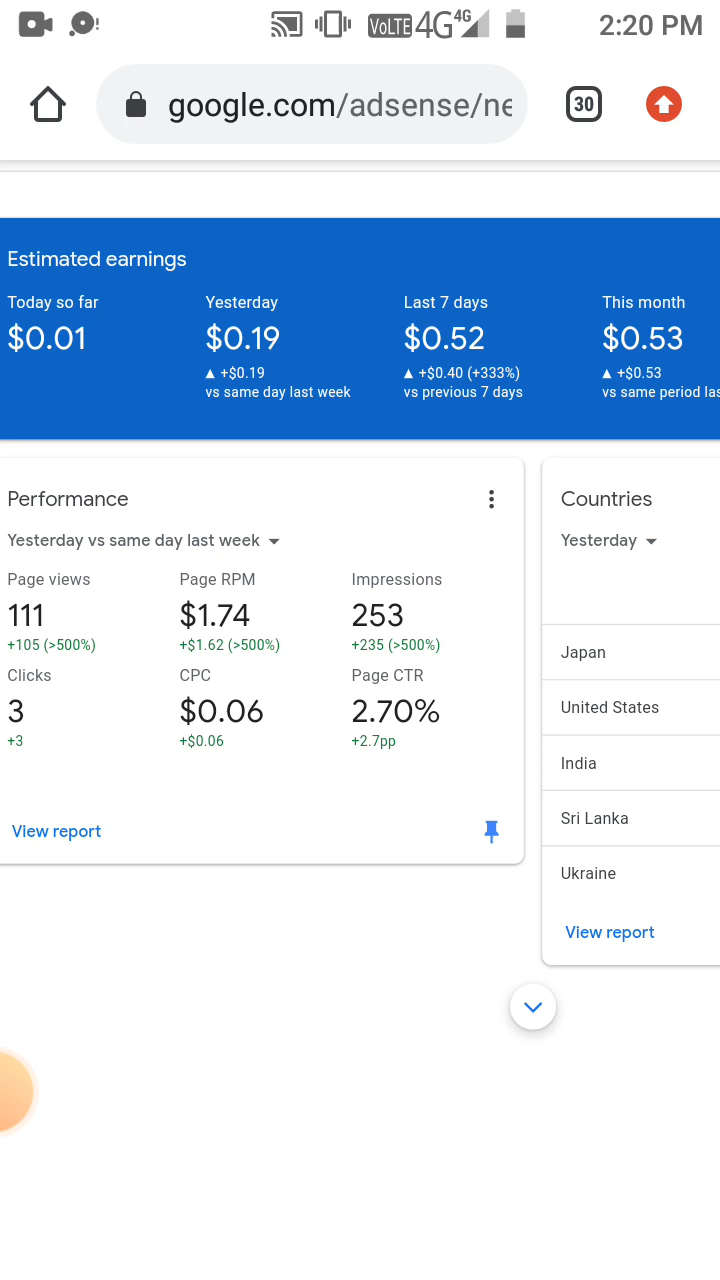 VoLTE 4G 4G 2:20 PM
google.com/adsense/ne
30
Estimated earnings
Today so far Yesterday Last 7 days This month
$0.01 $0.19 $0.52 $0.53
▲ +$0.19 ▲ +$0.40 (+333%) ▲ +$0.53
vs same day last week vs previous 7 days vs same period las
Performance
Yesterday vs same day last week
Page views Page RPM Impressions
111 $1.74 253
+105 (>500%) +$1.62 (>500%) +235 (>500%)
Clicks CPC Page CTR
3 $0.06 2.70%
+3 +$0.06 +2.7pp
View report
Countries
Yesterday
Japan
United States
India
Sri Lanka
Ukraine
View report